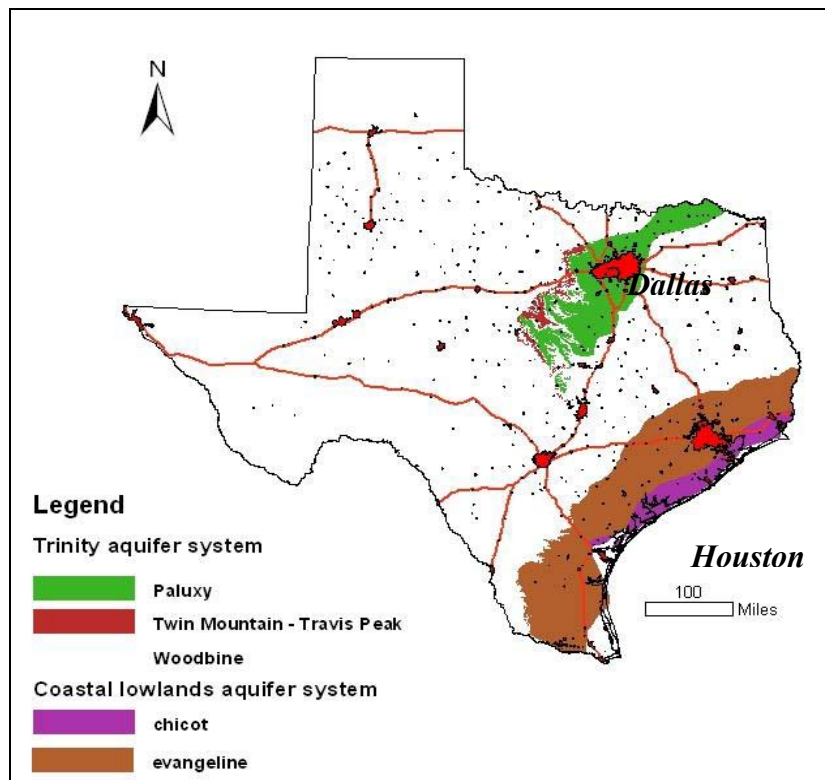 N
Dallas
Houston
100
Miles
Legend
Trinity aquifer system
Paluxy
Twin Mountain - Travis Peak
Woodbine
Coastal lowlands aquifer system
chicot
evangeline